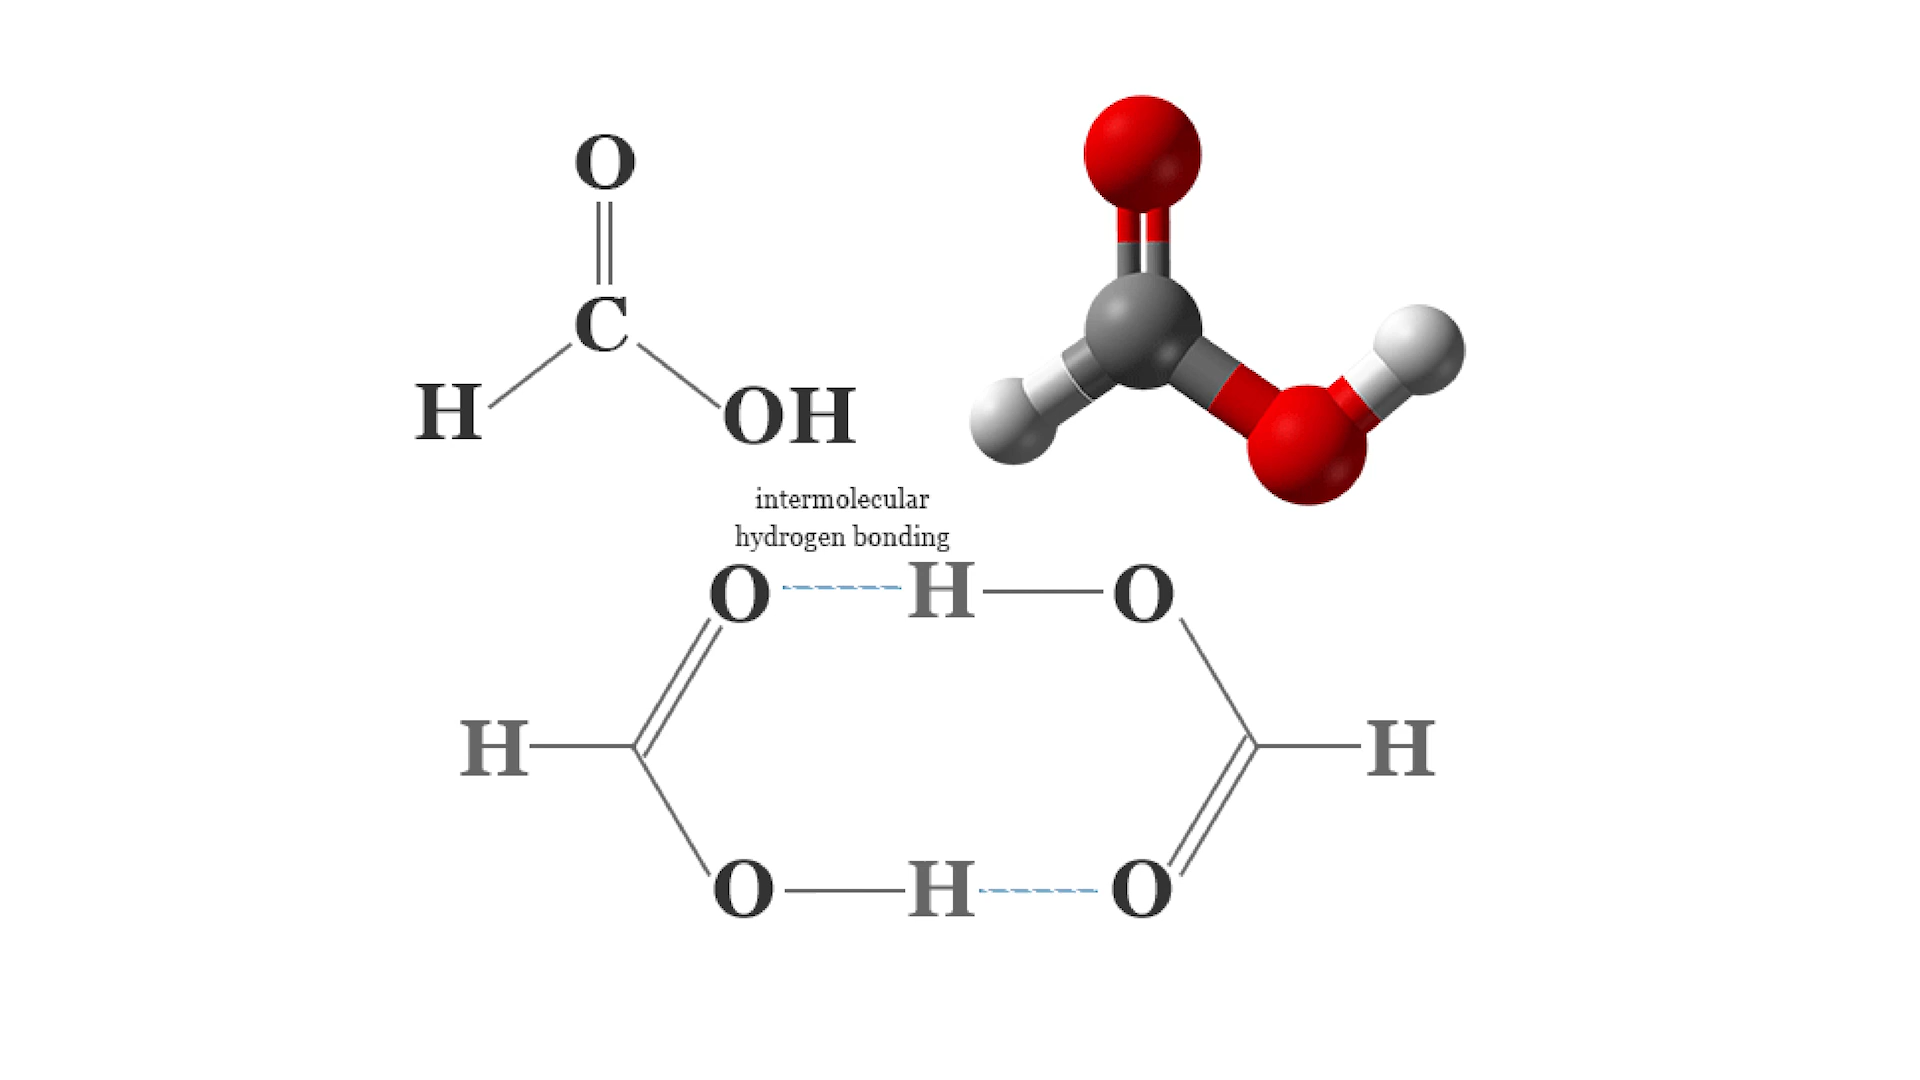 O
C
H OH
intermolecular
hydrogen bonding
O H O
H H
O H O